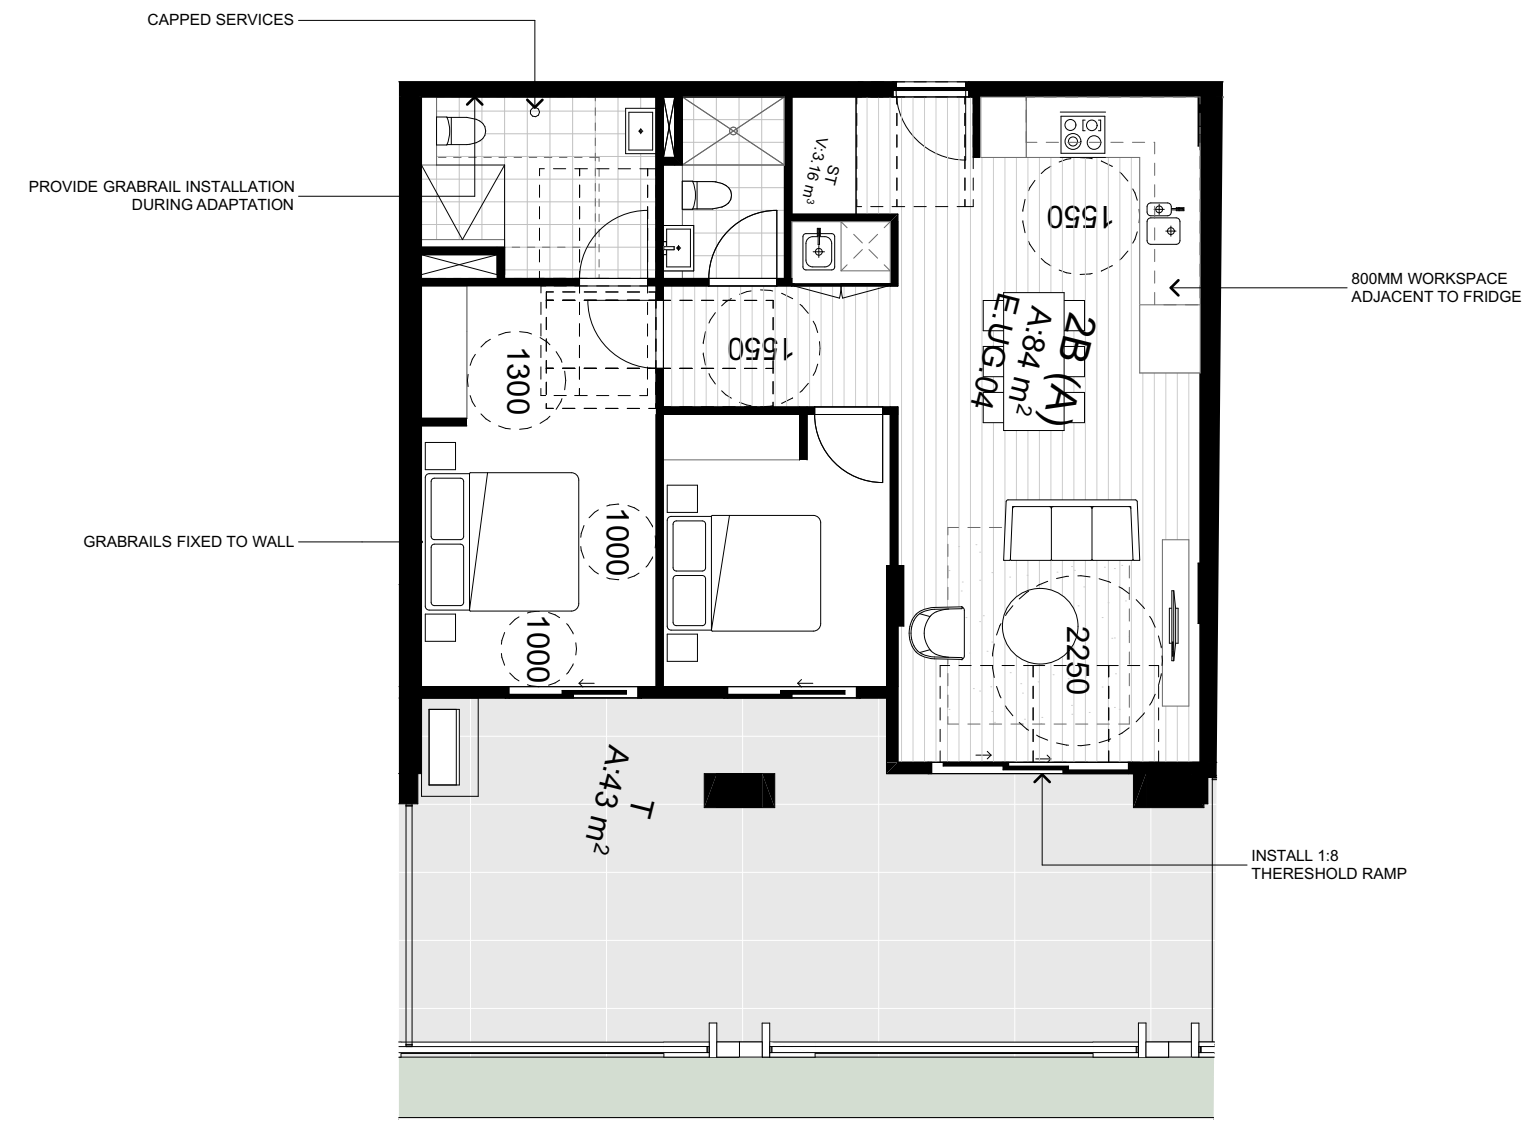 CAPPED SERVICES
PROVIDE GRABRAIL INSTALLATION
DURING ADAPTATION
ST
V:3.16 m³
1550
800MM WORKSPACE
ADJACENT TO FRIDGE
1300
1550
2B (A)
A:84 m²
E:UG.04
GRABRAILS FIXED TO WALL
1000
1000
2250
T
A:43 m²
INSTALL 1:8
THERESHOLD RAMP